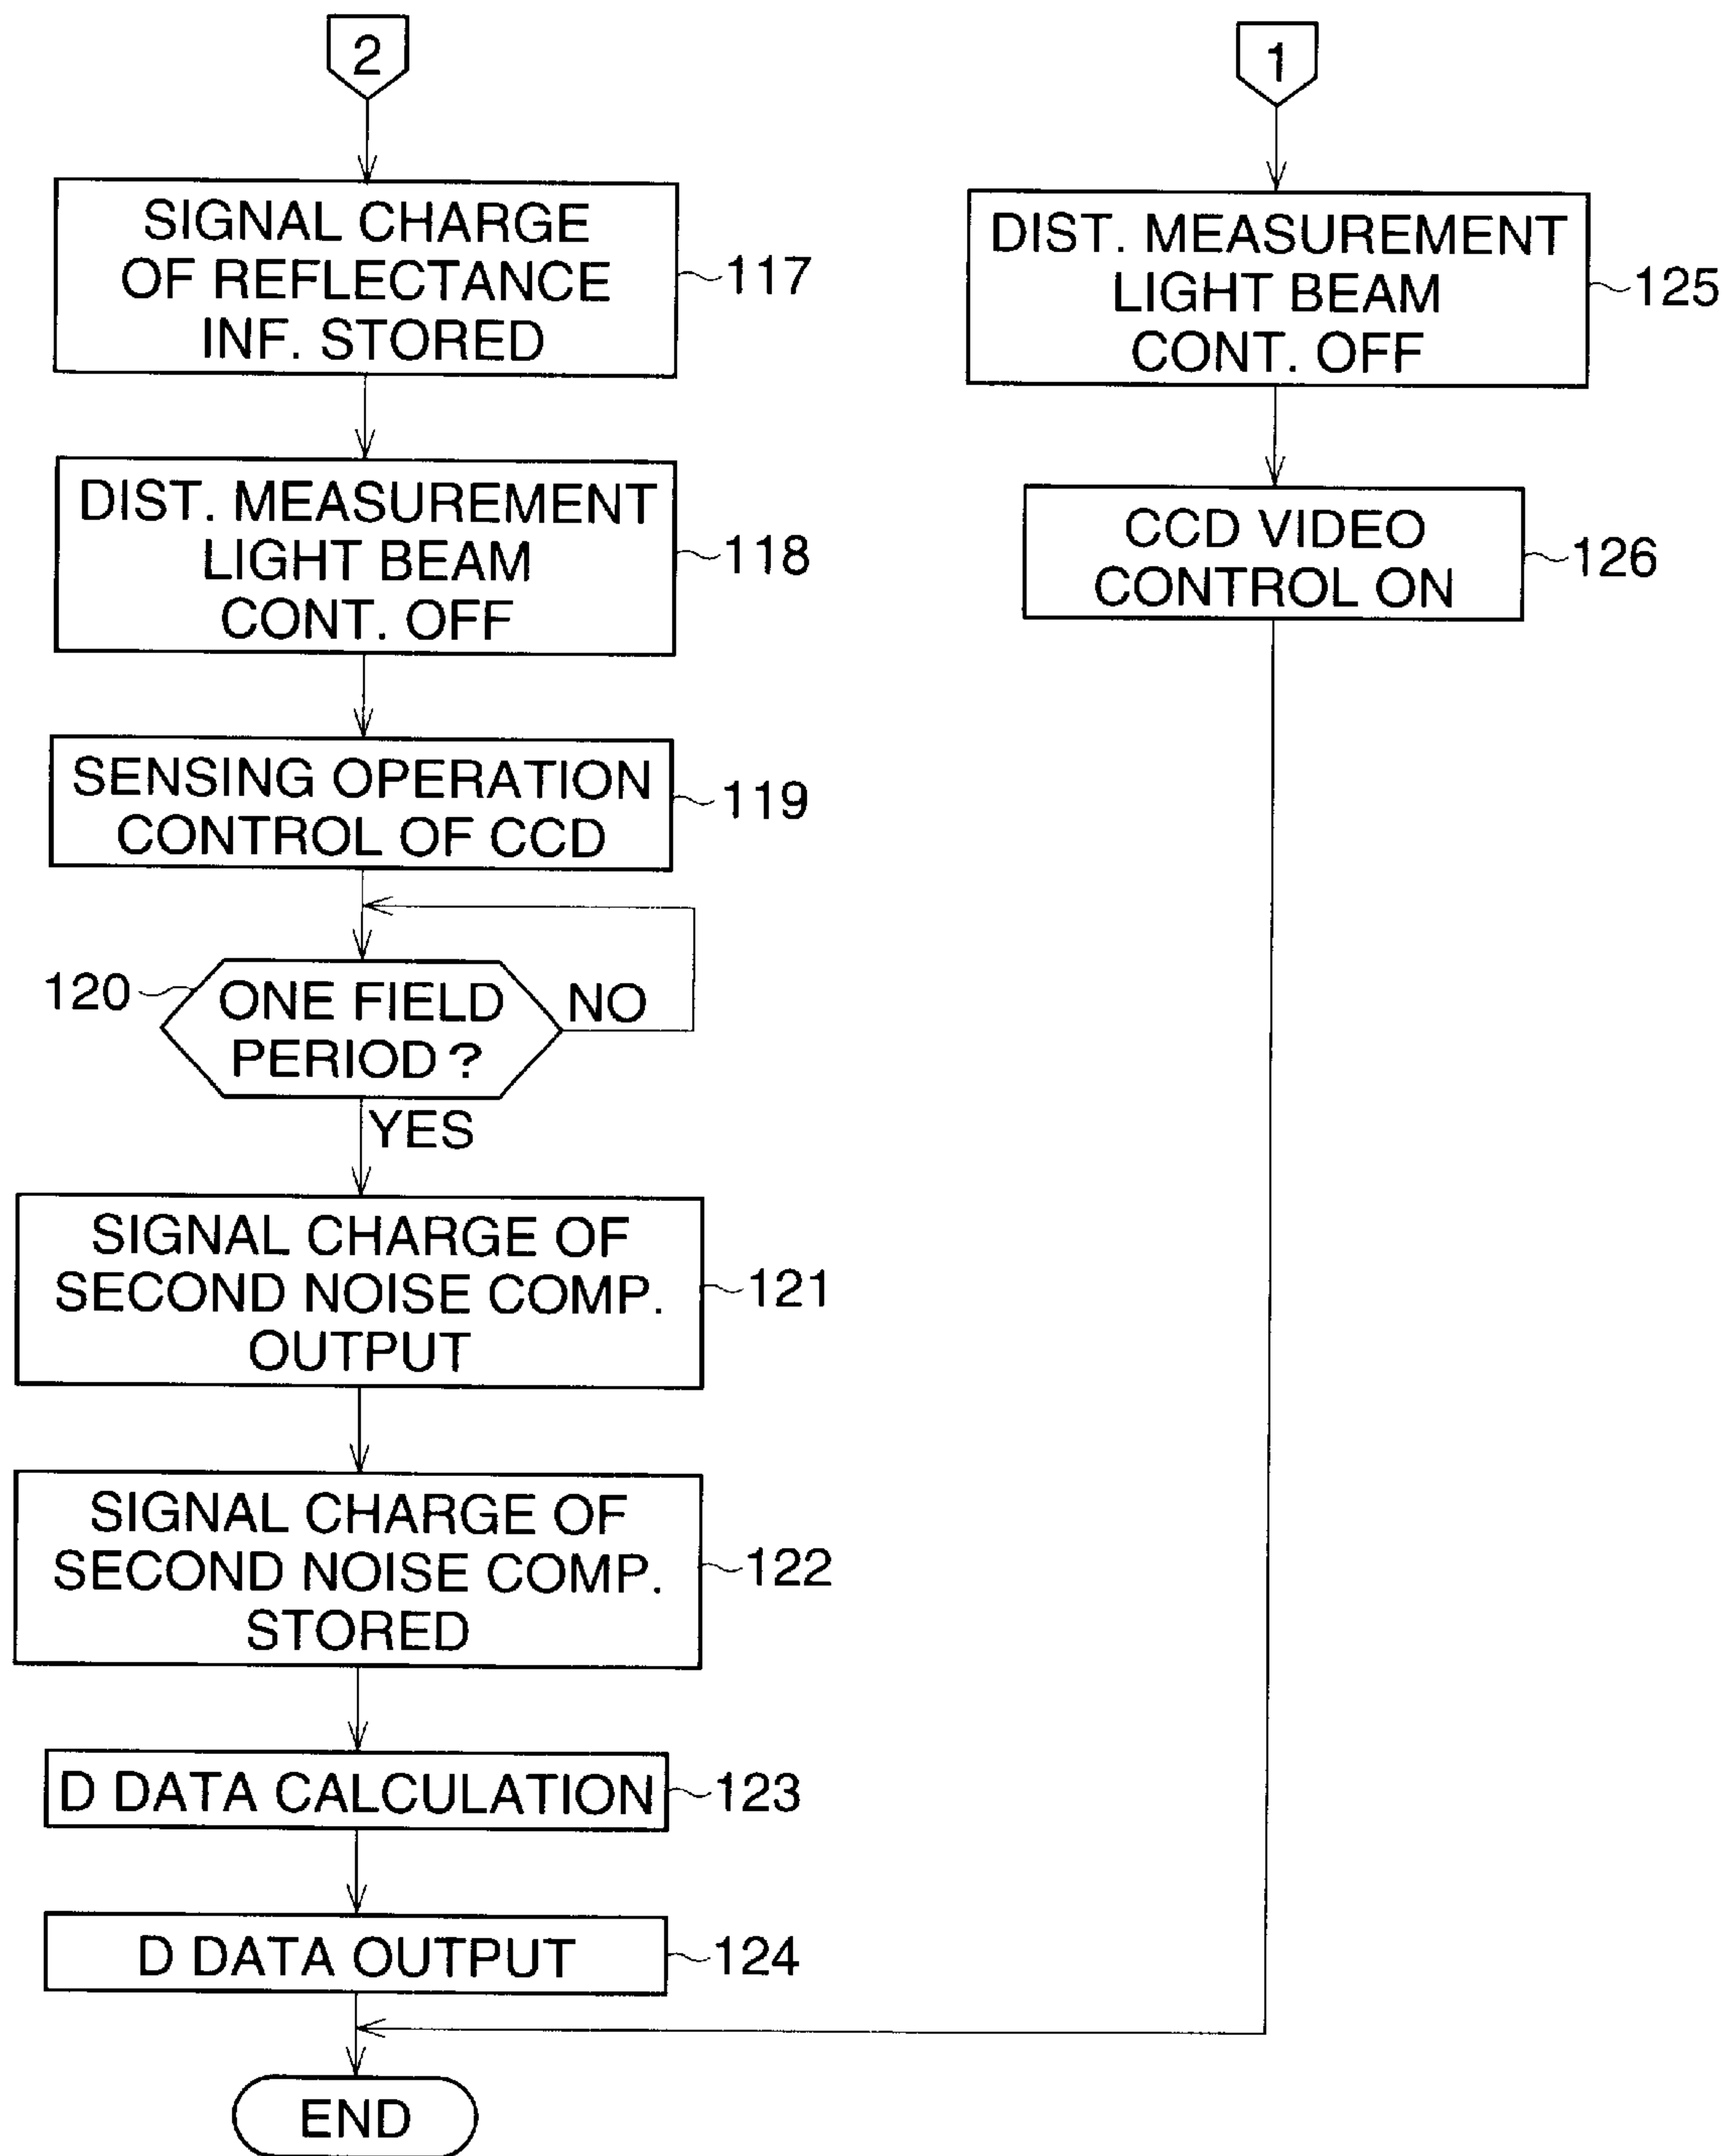 2
SIGNAL CHARGE
OF REFLECTANCE
INF. STORED
117
DIST. MEASUREMENT
LIGHT BEAM
CONT. OFF
118
SENSING OPERATION
CONTROL OF CCD
119
120
ONE FIELD
PERIOD ?
NO
YES
SIGNAL CHARGE OF
SECOND NOISE COMP.
OUTPUT
121
SIGNAL CHARGE OF
SECOND NOISE COMP.
STORED
122
D DATA CALCULATION
123
D DATA OUTPUT
124
END
1
DIST. MEASUREMENT
LIGHT BEAM
CONT. OFF
125
CCD VIDEO
CONTROL ON
126